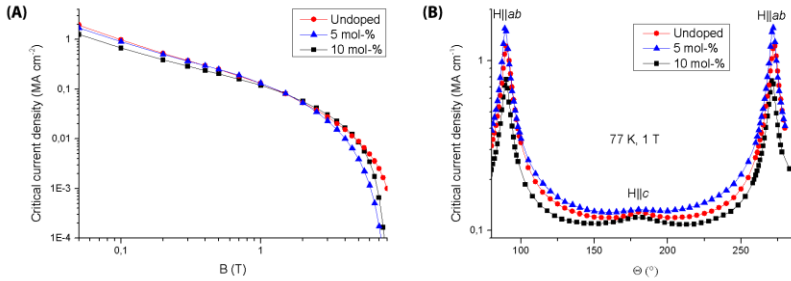 (A)
Critical current density (MA cm⁻²)
1
0,1
0,01
1E-3
1E-4
0,1
1
B (T)
Undoped
5 mol-%
10 mol-%
(B)
Critical current density (MA cm⁻¹)
1
0,1
H||ab
H||ab
Undoped
5 mol-%
10 mol-%
77 K, 1 T
H||c
100
150
200
250
Θ (°)